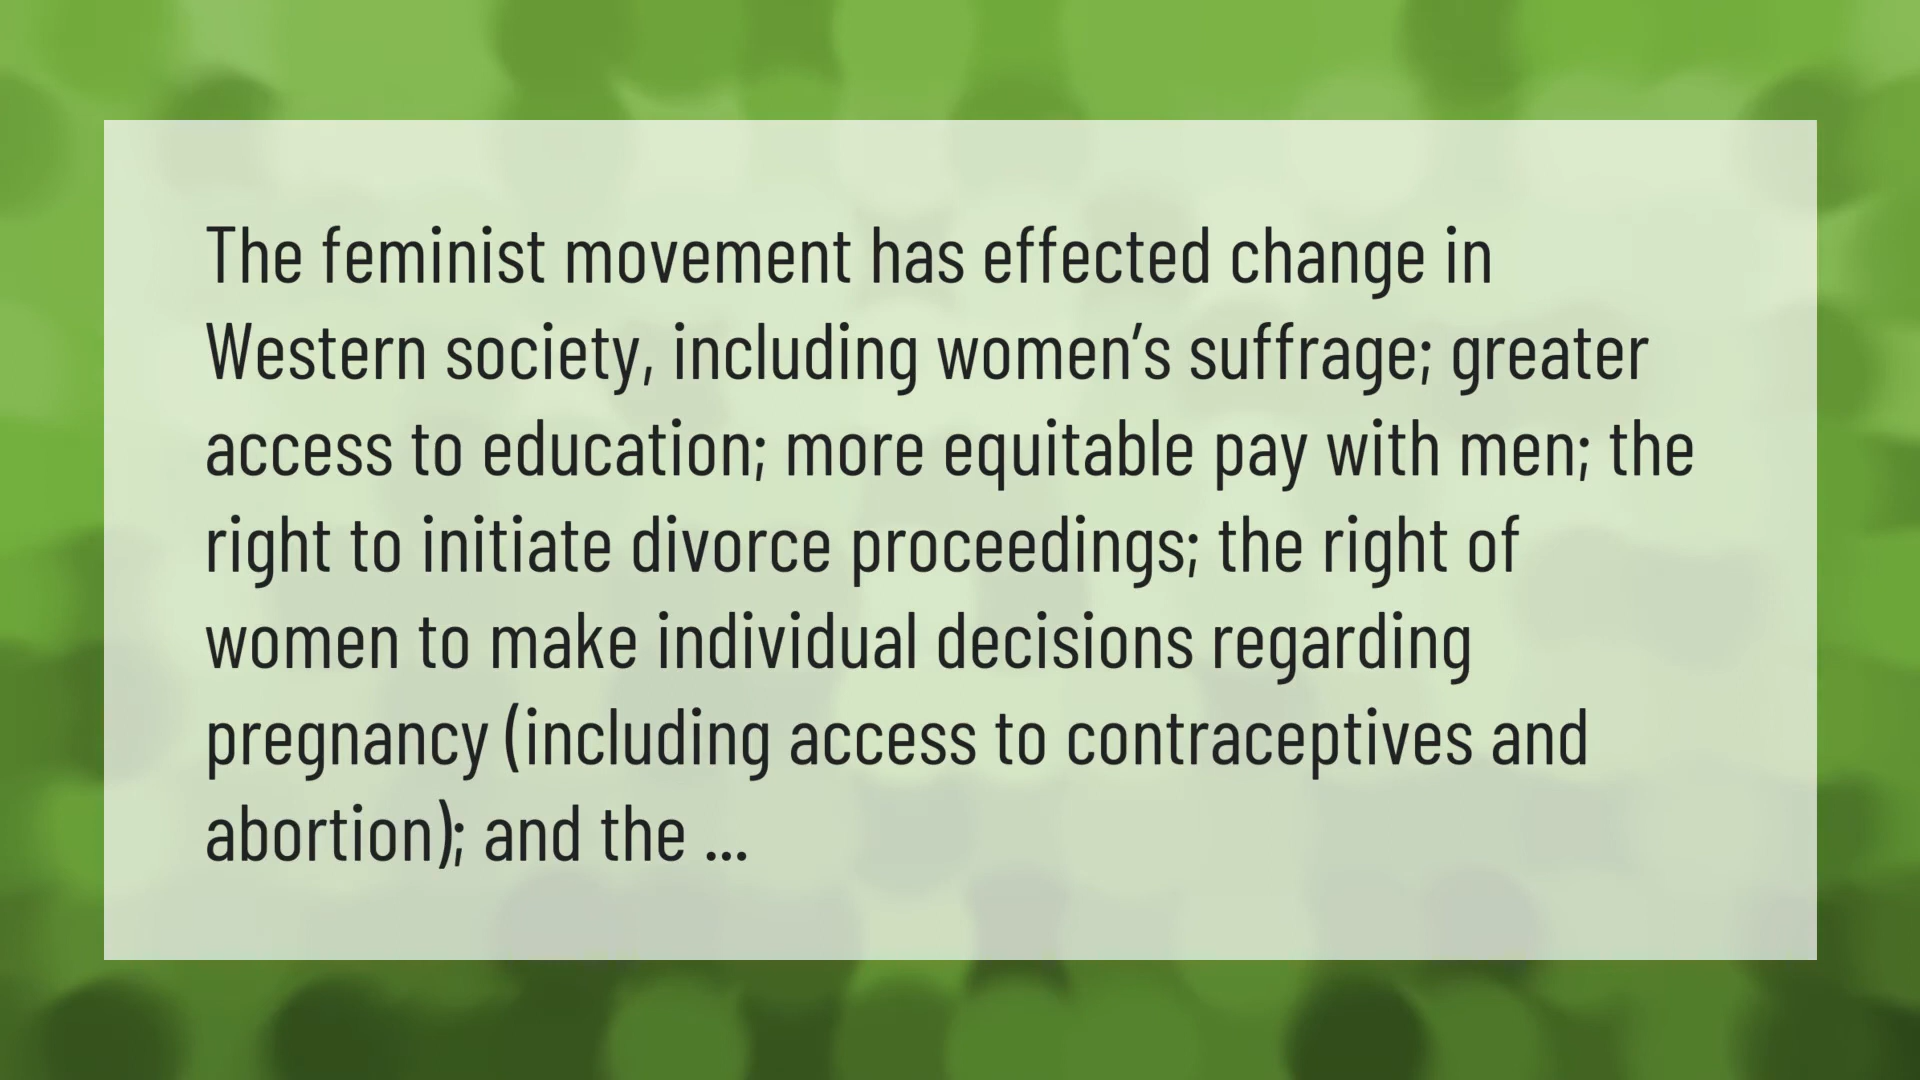 The feminist movement has effected change in
Western society, including women’s suffrage; greater
access to education; more equitable pay with men; the
right to initiate divorce proceedings; the right of
women to make individual decisions regarding
pregnancy (including access to contraceptives and
abortion); and the ...